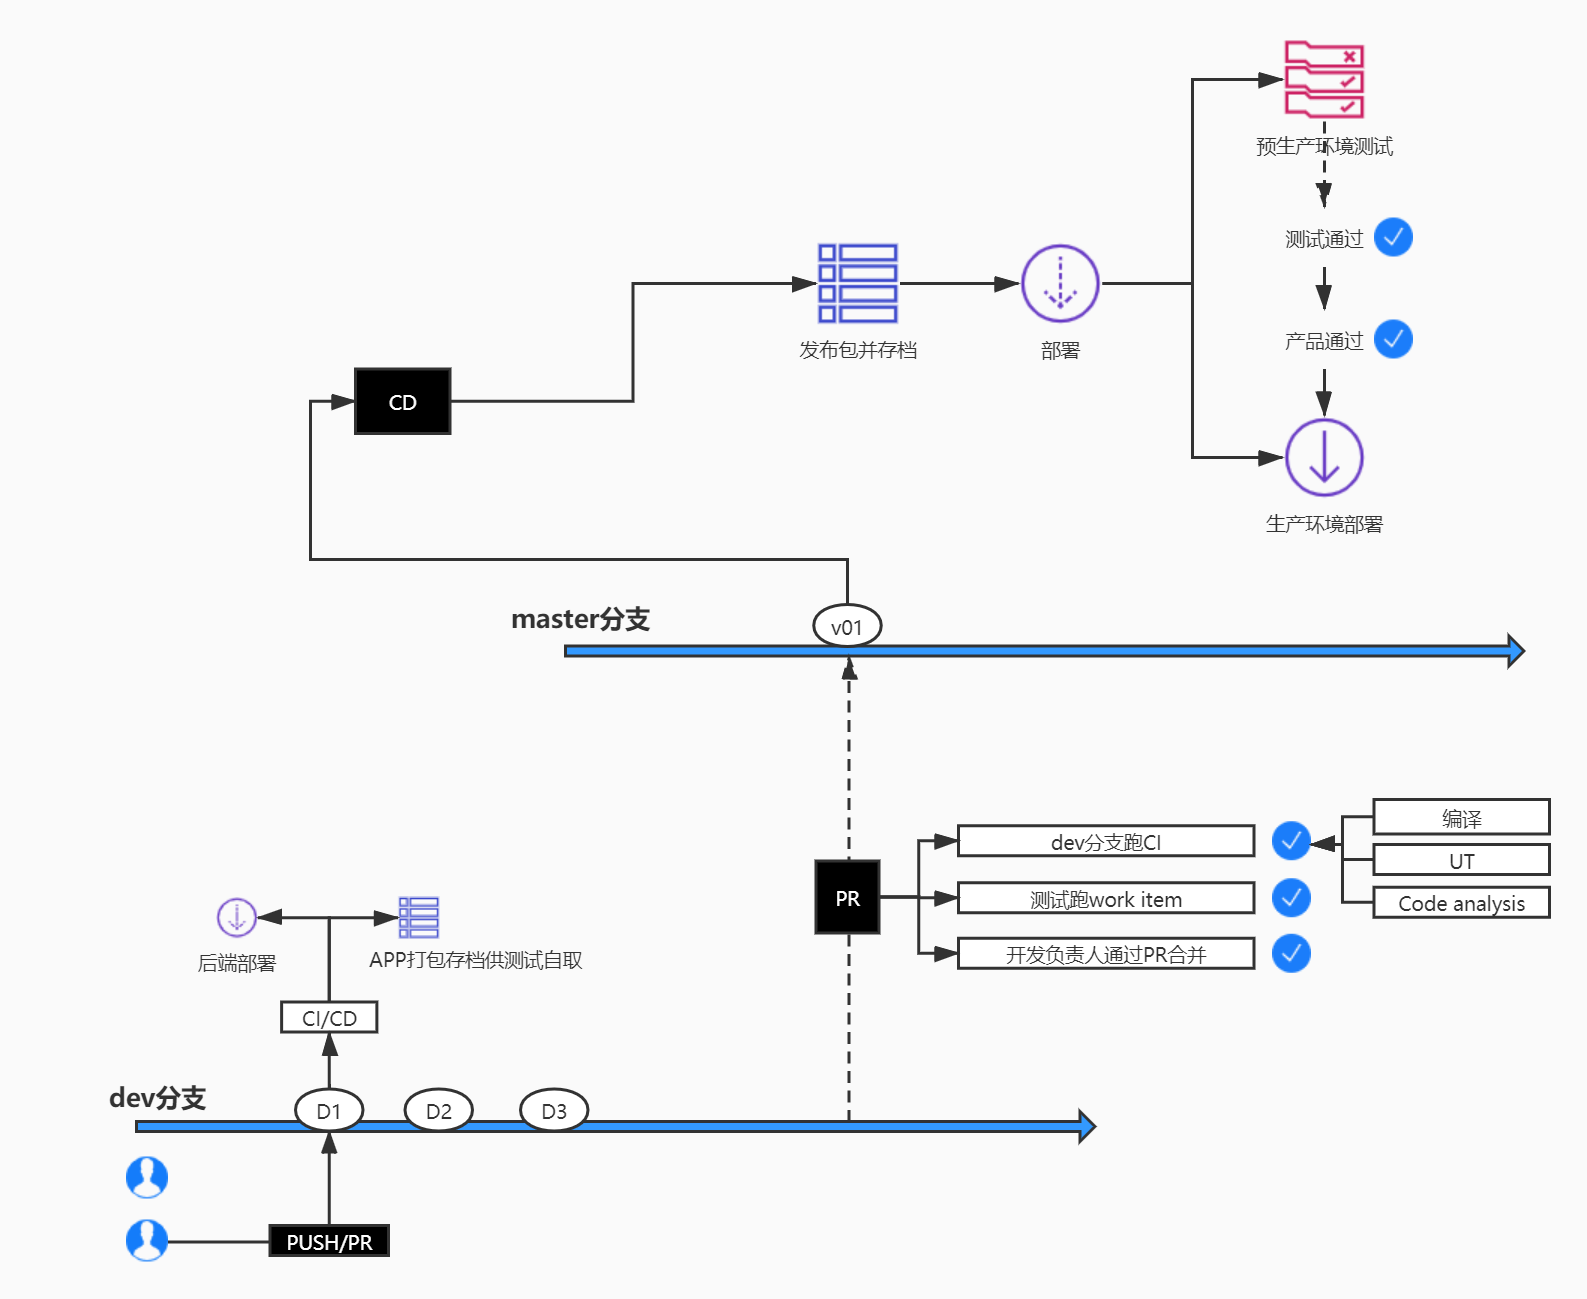 预生产环境测试
测试通过
产品通过
发布包并存档
部署
CD
生产环境部署
master分支
v01
编译
dev分支跑CI
UT
PR
测试跑work item
Code analysis
开发负责人通过PR合并
后端部署
APP打包存档供测试自取
CI/CD
dev分支
D1
D2
D3
PUSH/PR